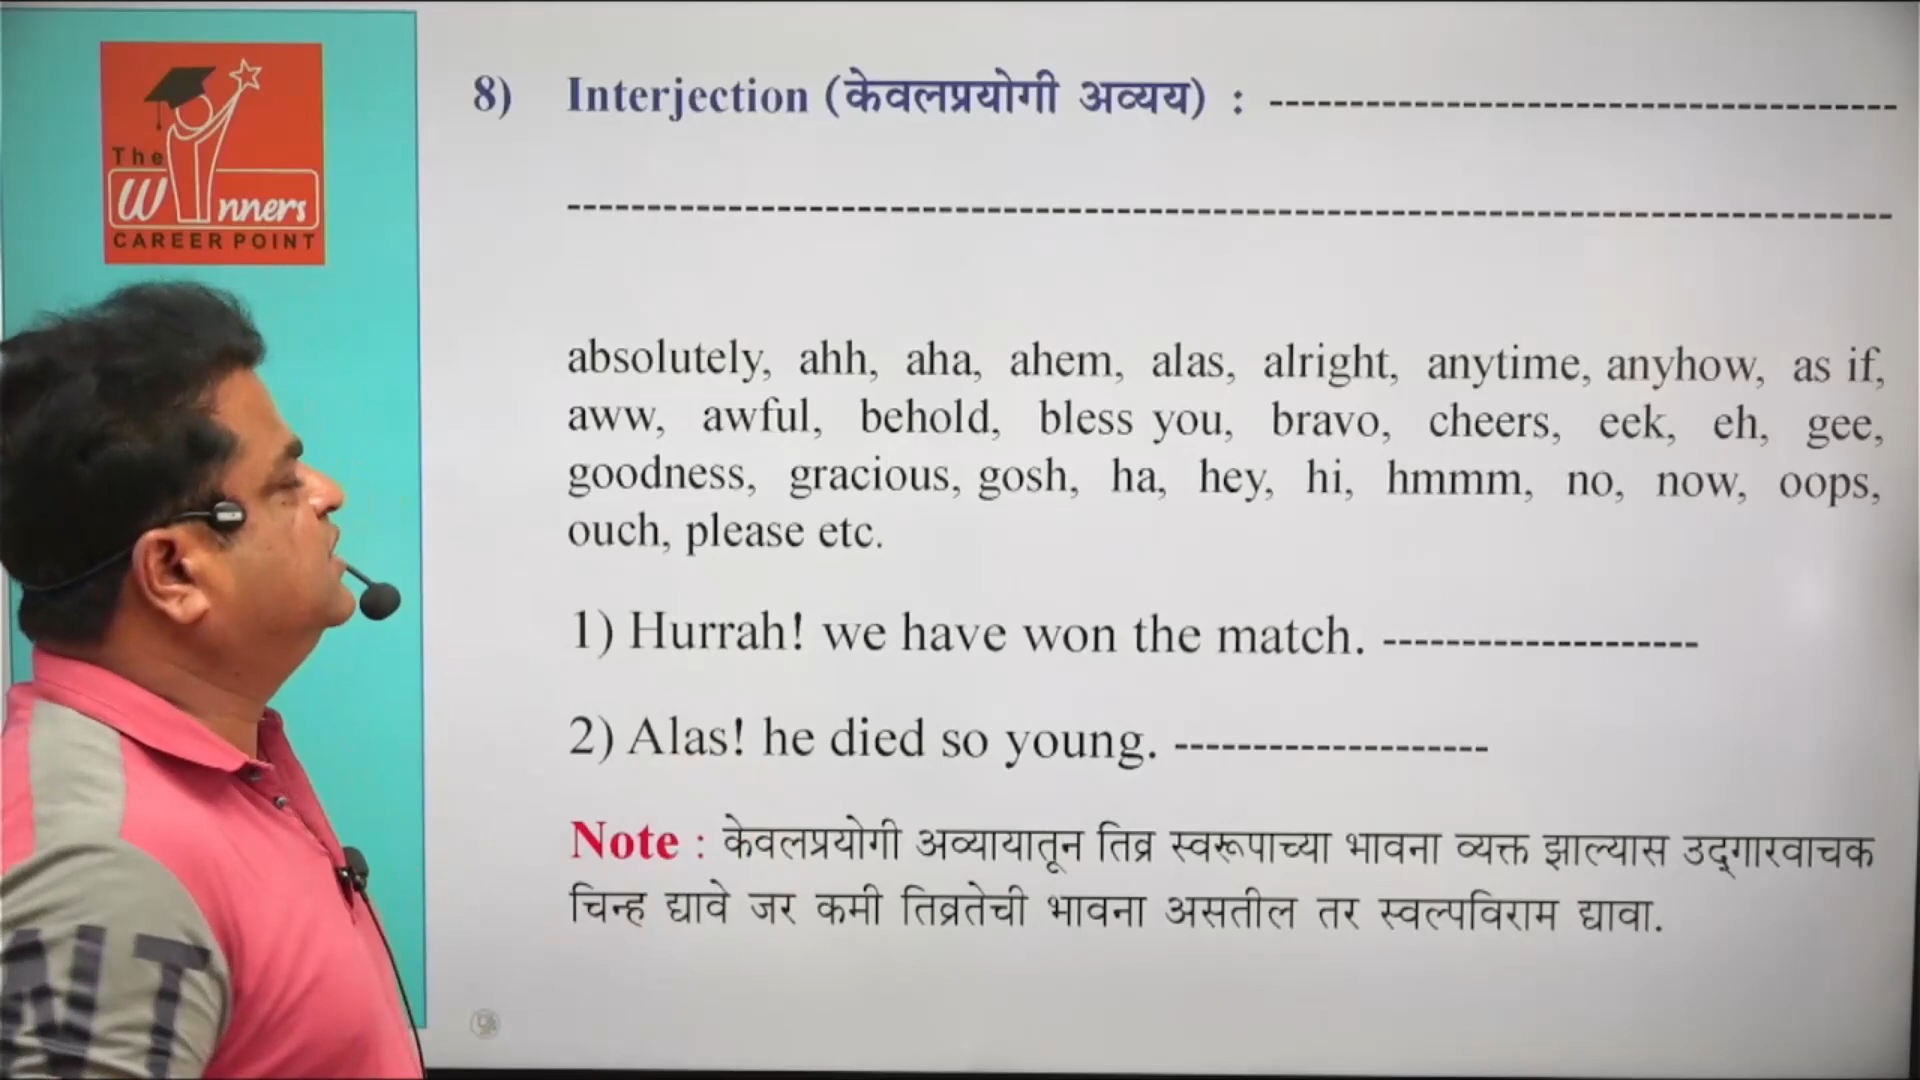 The
Winners
CAREER POINT
8) Interjection (केवलप्रयोगी अव्यय) : --------------------------------
--------------------------------------------------------------------
absolutely, ahh, aha, ahem, alas, alright, anytime, anyhow, as if,
aww, awful, behold, bless you, bravo, cheers, eek, eh, gee,
goodness, gracious, gosh, ha, hey, hi, hmmm, no, now, oops,
ouch, please etc.
1) Hurrah! we have won the match. --------------------
2) Alas! he died so young. --------------------
Note : केवलप्रयोगी अव्यायातून तिव्र स्वरूपाच्या भावना व्यक्त झाल्यास उद्‌गारवाचक
चिन्ह द्यावे जर कमी तिव्रतेची भावना असतील तर स्वल्पविराम द्यावा.
NT